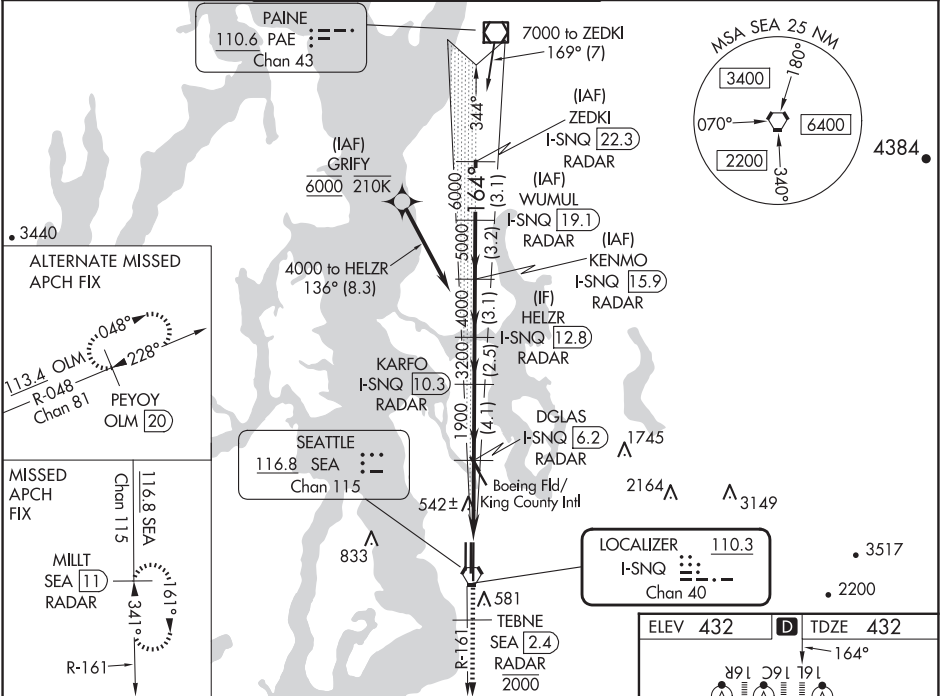 PAINE
110.6 PAE
Chan 43
7000 to ZEDKI
169° (7)
344°
(IAF)
ZEDKI
I-SNQ 22.3
RADAR
MSA SEA 25 NM
180°
3400
070°
6400
2200
340°
4384
(IAF)
GRIFY
6000 210K
6000
164°
(3.1)
(IAF)
WUMUL
I-SNQ 19.1
RADAR
5000
(3.2)
3440
4000 to HELZR
136° (8.3)
(IAF)
KENMO
I-SNQ 15.9
RADAR
4000
(3.1)
(IF)
HELZR
I-SNQ 12.8
RADAR
3200
(2.5)
ALTERNATE MISSED
APCH FIX
048°
228°
113.4 OLM
R-048
Chan 81
PEYOY
OLM 20
KARFO
I-SNQ 10.3
RADAR
1900
(4.1)
DGLAS
I-SNQ 6.2
RADAR
1745
SEATTLE
116.8 SEA
Chan 115
Boeing Fld/
King County Intl
542±
2164
3149
MISSED
APCH
FIX
116.8 SEA
Chan 115
MILLT
SEA 11
RADAR
161°
341°
R-161
833
LOCALIZER 110.3
I-SNQ
Chan 40
3517
2200
581
TEBNE
SEA 2.4
RADAR
2000
R-161
ELEV 432 D TDZE 432
164°
16R 16C 16L
A A A